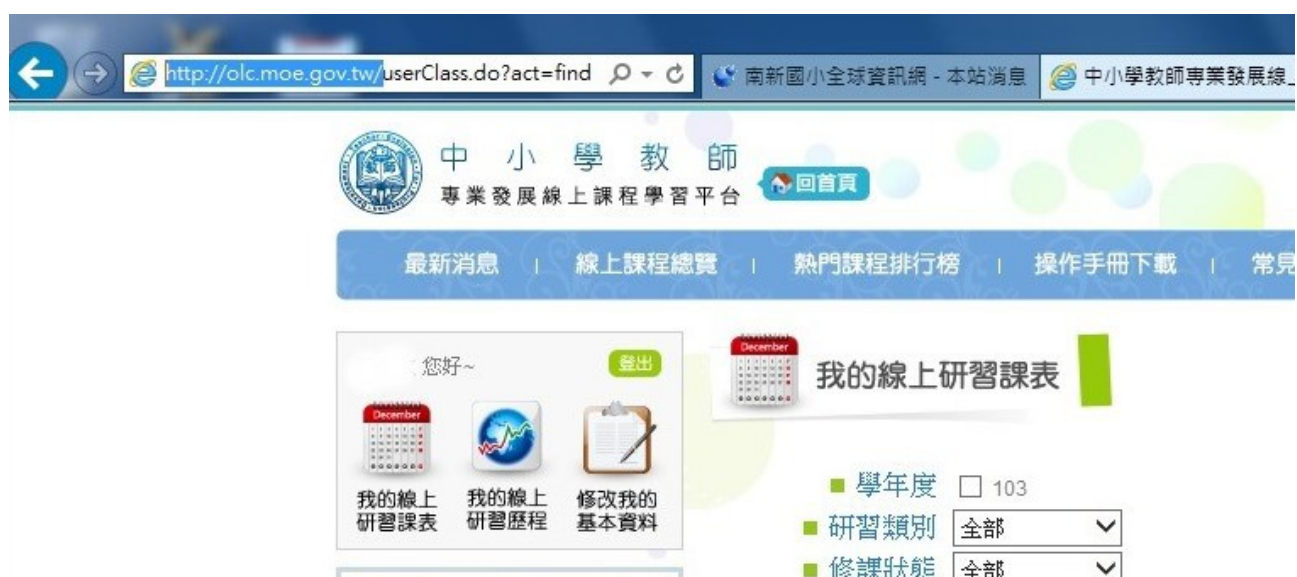 http://olc.moe.gov.tw/userClass.do?act=find
南新國小全球資訊網 - 本站消息
中小學教師專業發展線上
中小學教師
專業發展線上課程學習平台
回首頁
最新消息
線上課程總覽
熱門課程排行榜
操作手冊下載
常見
您好~
登出
December
我的線上研習課表
December
我的線上
研習課表
我的線上
研習歷程
修改我的
基本資料
學年度 103
研習類別 全部
修課狀態 全部